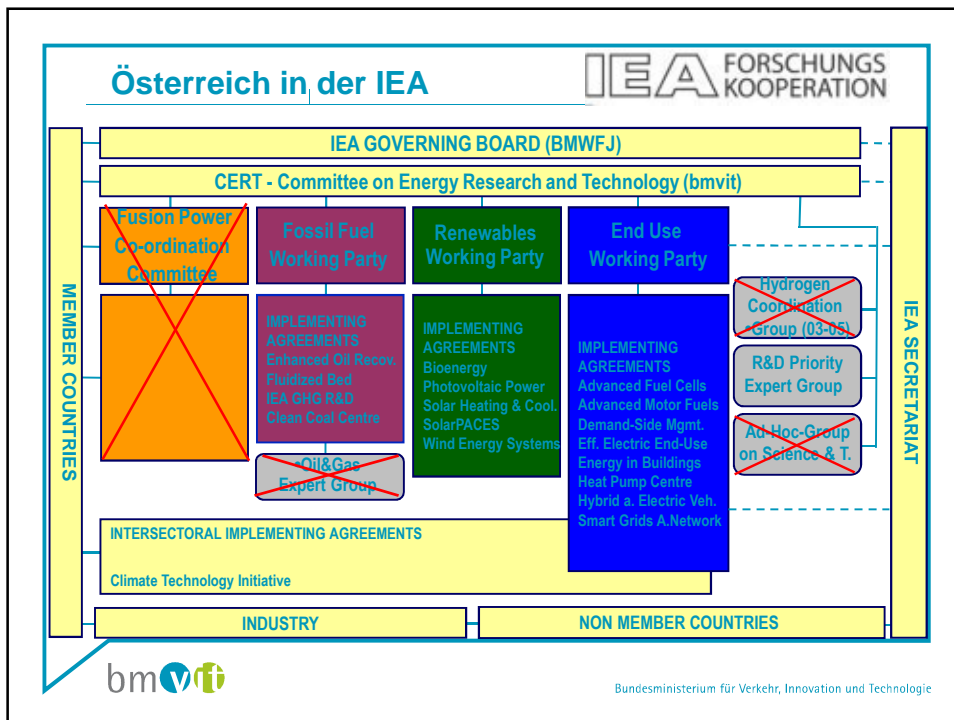 Österreich in der IEA
IEA FORSCHUNGS
KOOPERATION
IEA GOVERNING BOARD (BMWFJ)
CERT - Committee on Energy Research and Technology (bmvit)
MEMBER COUNTRIES
Fusion Power
Co-ordination
Committee
Fossil Fuel
Working Party
Renewables
Working Party
End Use
Working Party
IMPLEMENTING
AGREEMENTS
Enhanced Oil Recov.
Fluidized Bed
IEA GHG R&D
Clean Coal Centre
•Oil&Gas
Expert Group
IMPLEMENTING
AGREEMENTS
Bioenergy
Photovoltaic Power
Solar Heating & Cool.
SolarPACES
Wind Energy Systems
IMPLEMENTING
AGREEMENTS
Advanced Fuel Cells
Advanced Motor Fuels
Demand-Side Mgmt.
Eff. Electric End-Use
Energy in Buildings
Heat Pump Centre
Hybrid a. Electric Veh.
Smart Grids A.Network
Hydrogen
Coordination
•Group (03-05)
R&D Priority
Expert Group
Ad-Hoc-Group
on Science & T.
IEA SECRETARIAT
INTERSECTORAL IMPLEMENTING AGREEMENTS
Climate Technology Initiative
INDUSTRY
NON MEMBER COUNTRIES
bmvit
Bundesministerium für Verkehr, Innovation und Technologie